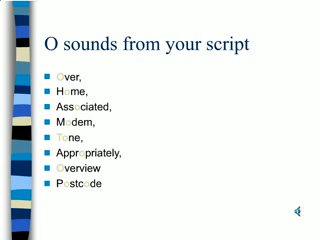 O sounds from your script
Over,
Home,
Associated,
Modem,
Tone,
Appropriately,
Overview
Postcode